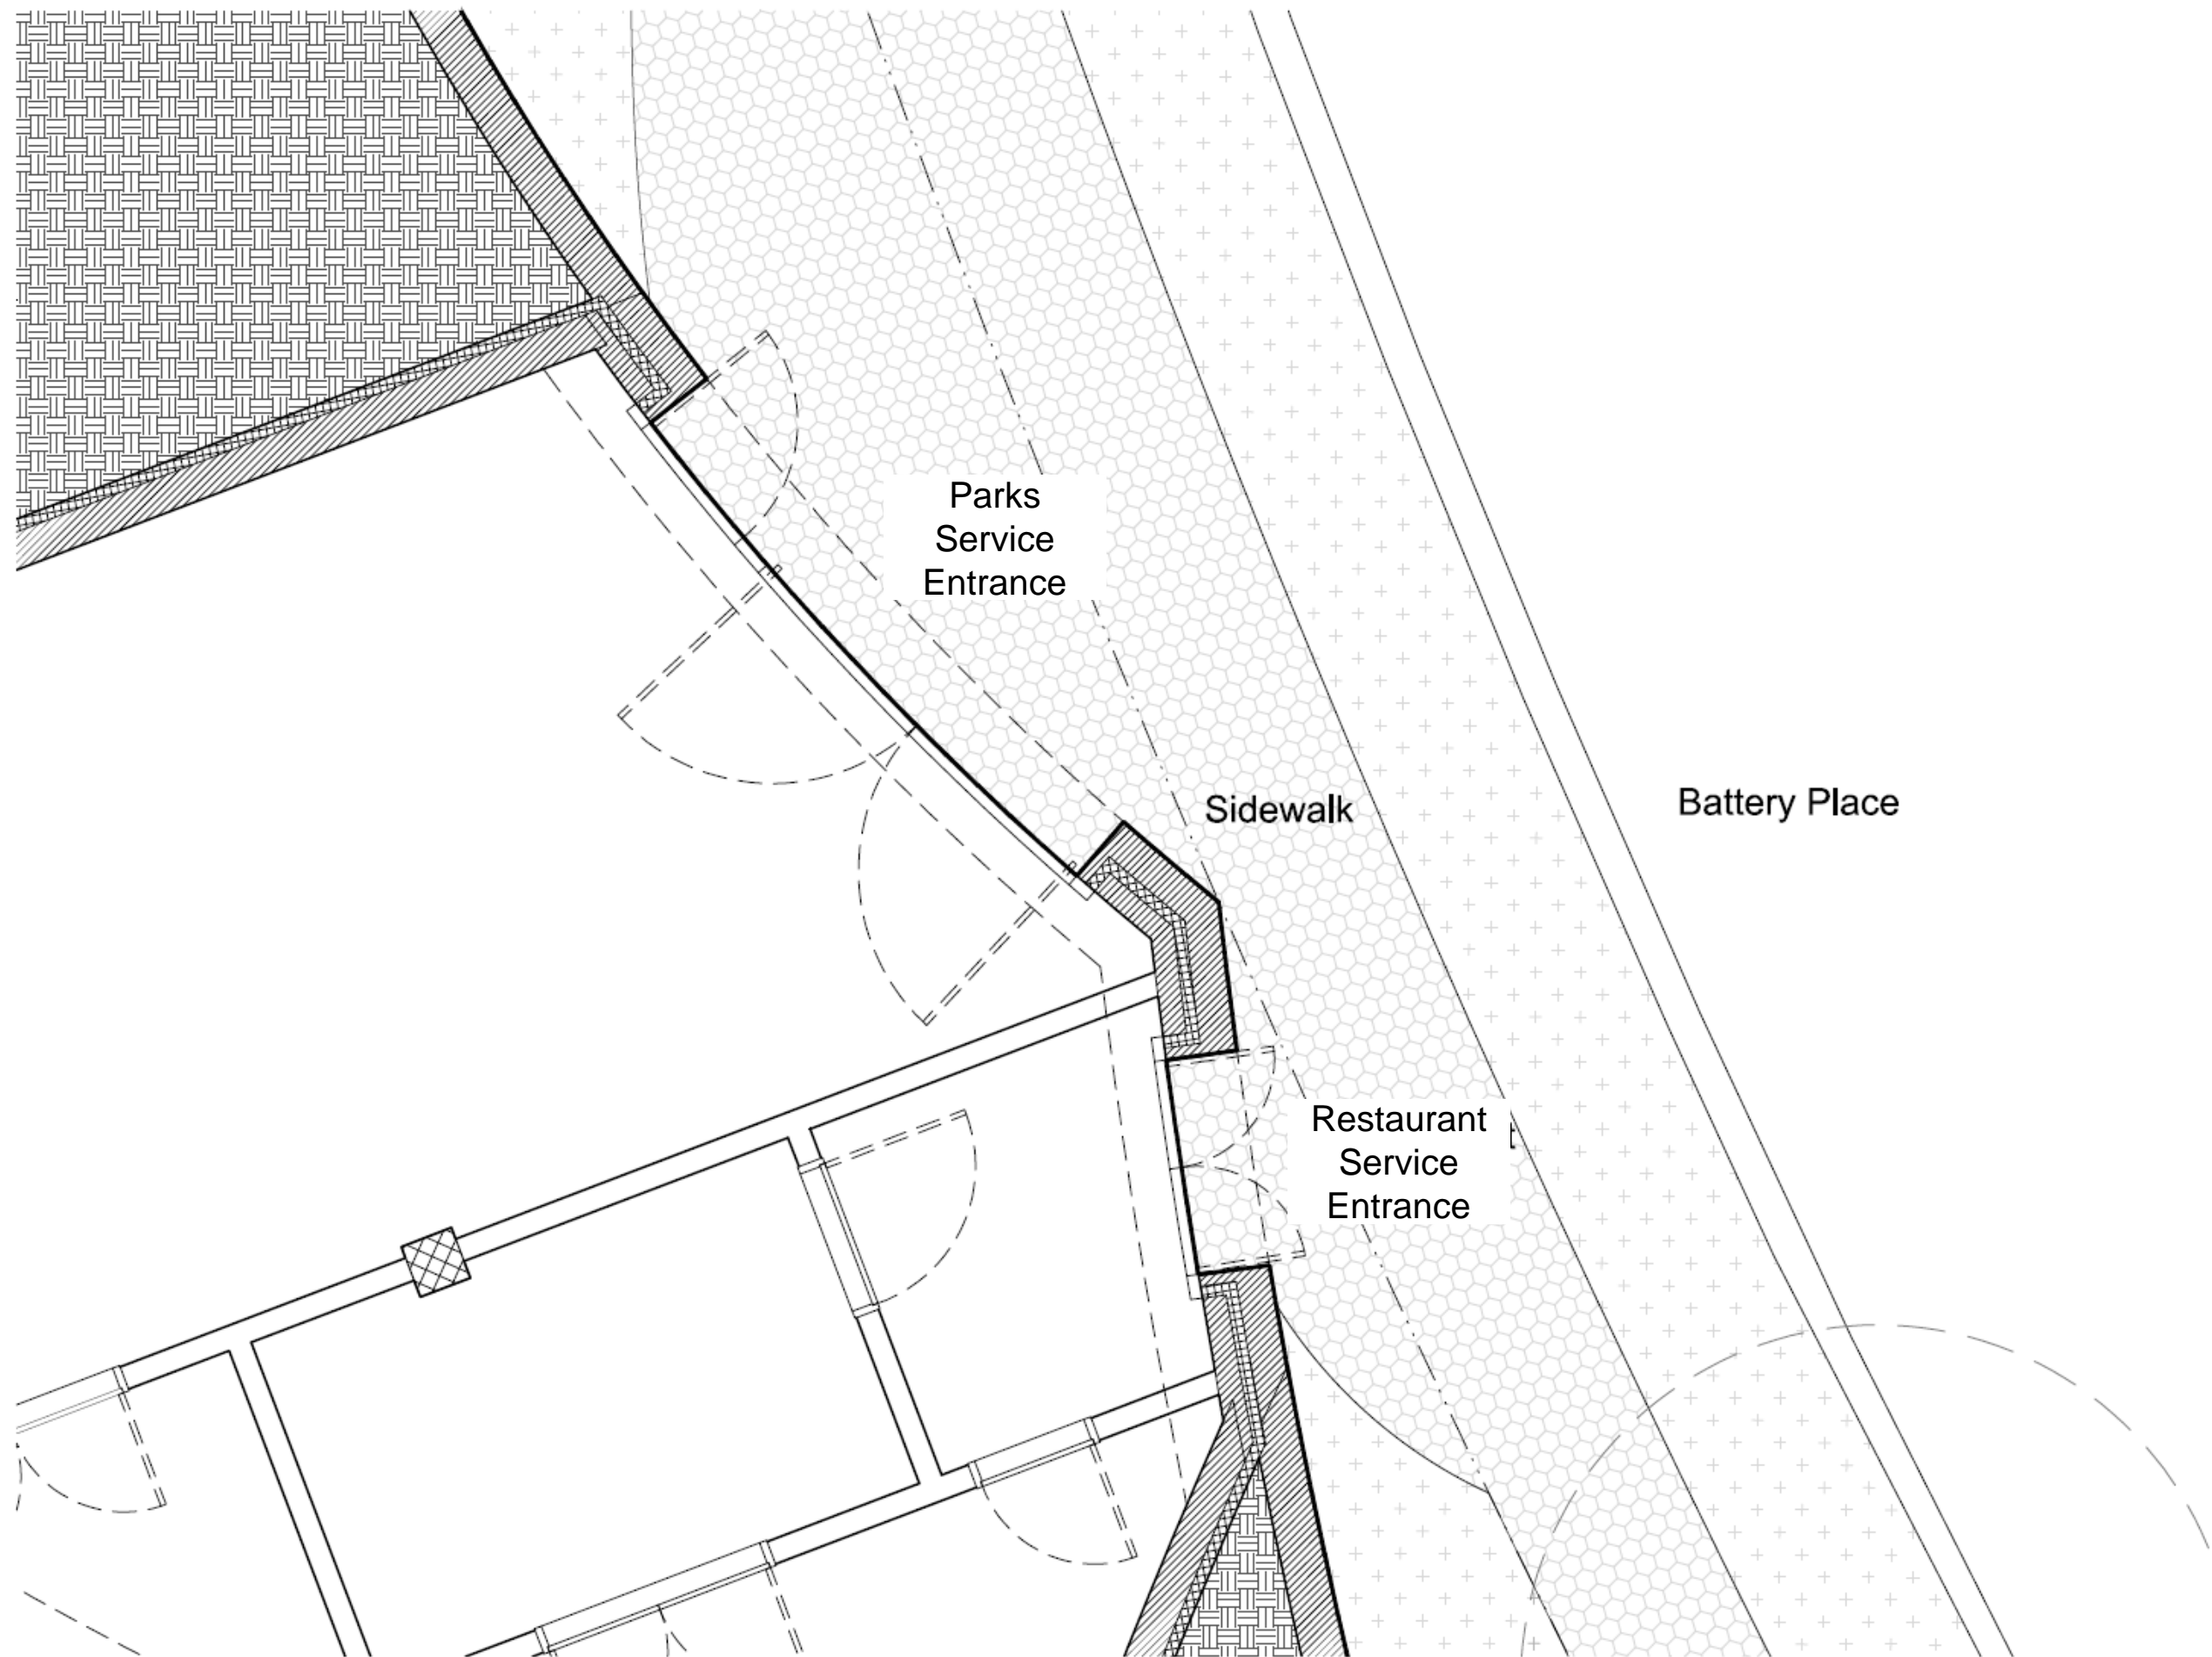 Parks
Service
Entrance
Sidewalk
Battery Place
Restaurant
Service
Entrance